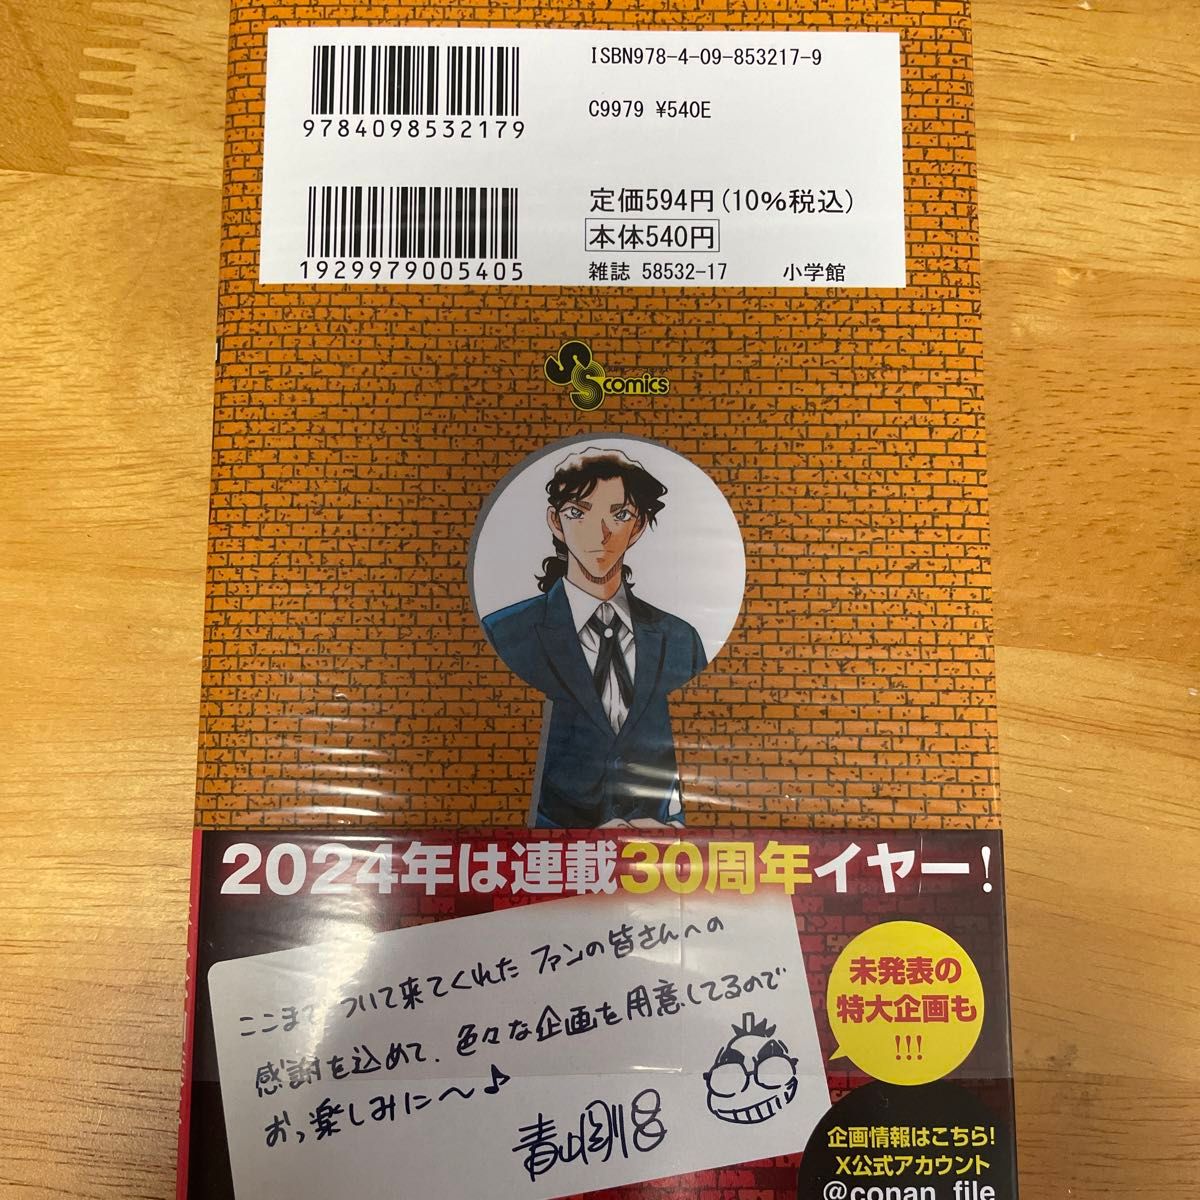 ISBN978-4-09-853217-9
9784098532179
C9979 ¥540E
定価594円(10%税込)
本体540円
1929979005405
雑誌 58532-17 小学館
SScomics
2024年は連載30周年イヤー!
ここまでついて来てくれたファンの皆さんへの
感謝を込めて、色々な企画を用意してるので
お楽しみに〜♪
青山剛昌
未発表の
特大企画も
!!!
企画情報はこちら!
X公式アカウント
@conan_file